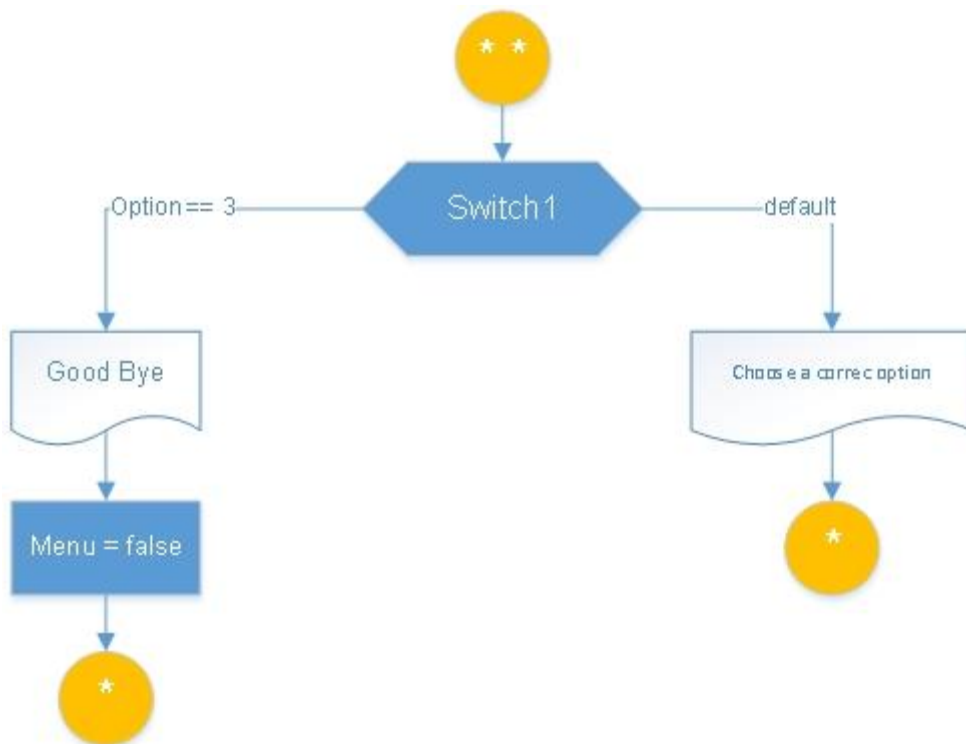 * *
Switch1
Option == 3
default
Good Bye
Choose a correc option
Menu = false
*
*